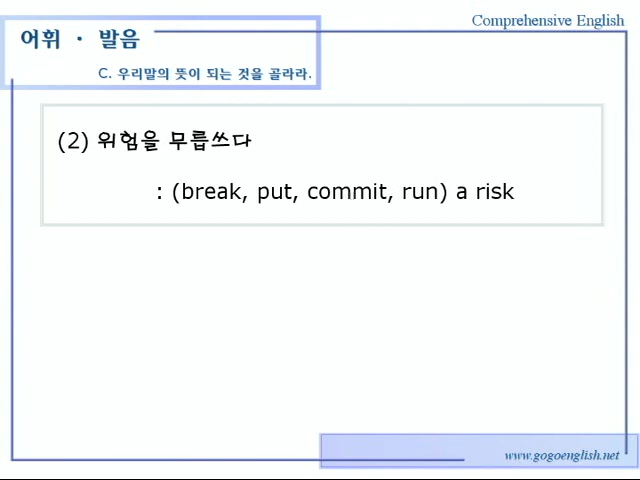 Comprehensive English
어휘 · 발음
C. 우리말의 뜻이 되는 것을 골라라.
(2) 위험을 무릅쓰다
: (break, put, commit, run) a risk
www.gogoenglish.net